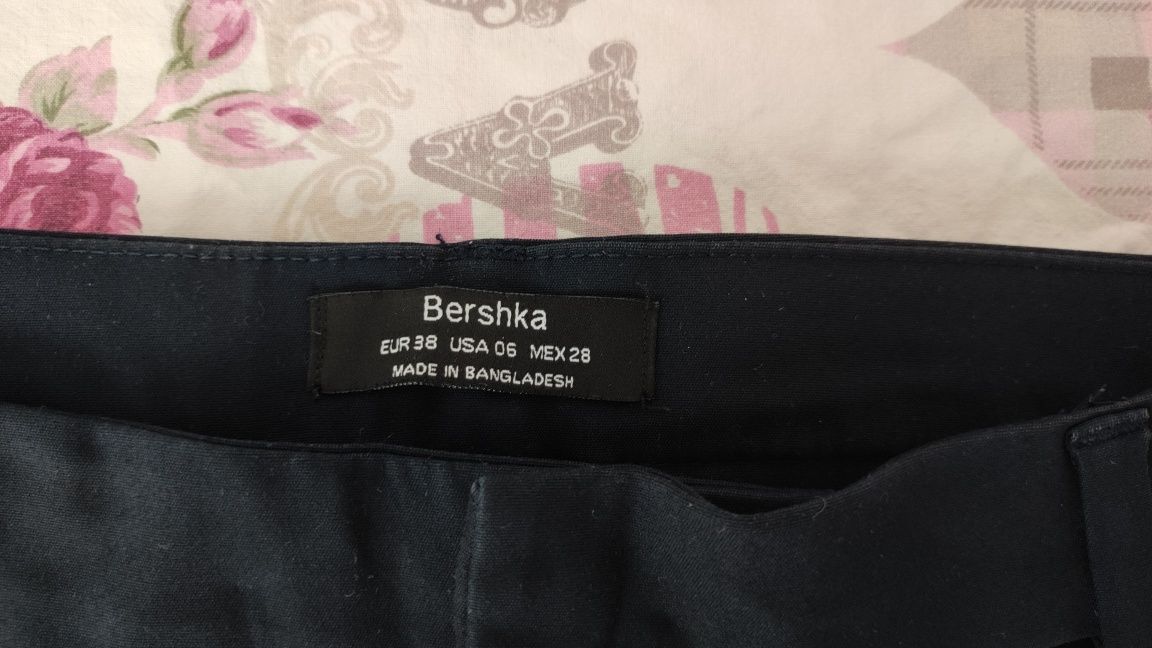 Bershka
EUR 38 USA 06 MEX 28
MADE IN BANGLADESH